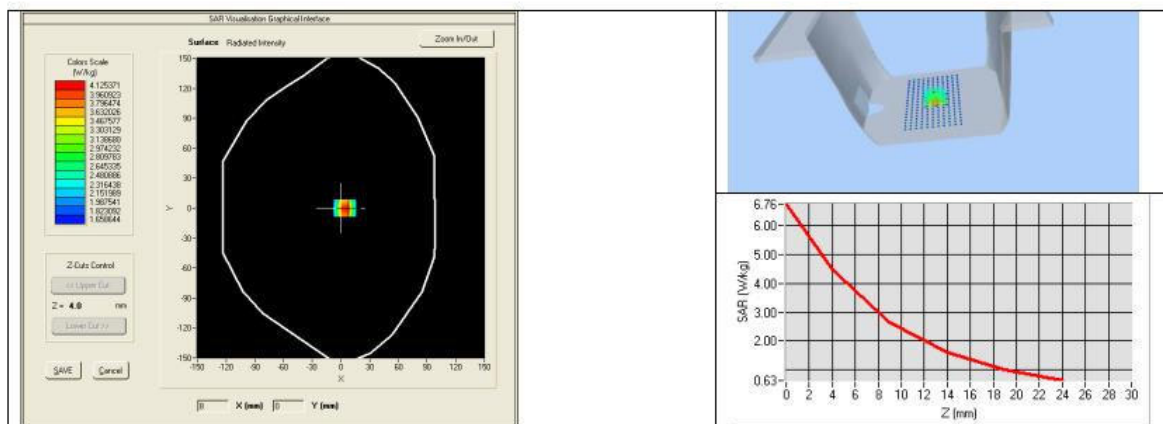 SAR Visualisation Graphical Interface
Surface Radiated Intensity
Zoom In/Out
Colors Scale
(W/kg)
4.125371
3.960923
3.796474
3.632026
3.467577
3.303129
3.138680
2.974232
2.809783
2.645335
2.480886
2.316438
2.151989
1.987541
1.823092
1.658644
Z-Cuts Control
<< Upper Cut
Z = 4.0 mm
Lower Cut >>
SAVE Cancel
150
120
90
60
30
0
-30
-60
-90
-120
-150
Y
-150 -120 -90 -60 -30 0 30 60 90 120 150
X
8 X (mm) 0 Y (mm)
6.76
6.00
5.00
4.00
3.00
2.00
0.63
SAR (W/kg)
0 2 4 6 8 10 12 14 16 18 20 22 24 26 28 30
Z (mm)